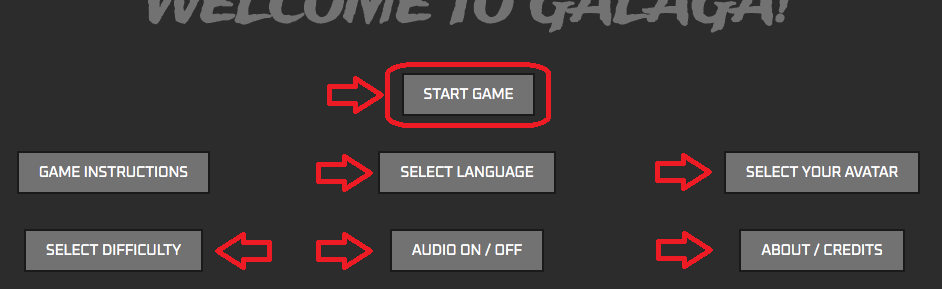 WELCOME TO GALAGA!
START GAME
GAME INSTRUCTIONS
SELECT LANGUAGE
SELECT YOUR AVATAR
SELECT DIFFICULTY
AUDIO ON / OFF
ABOUT / CREDITS